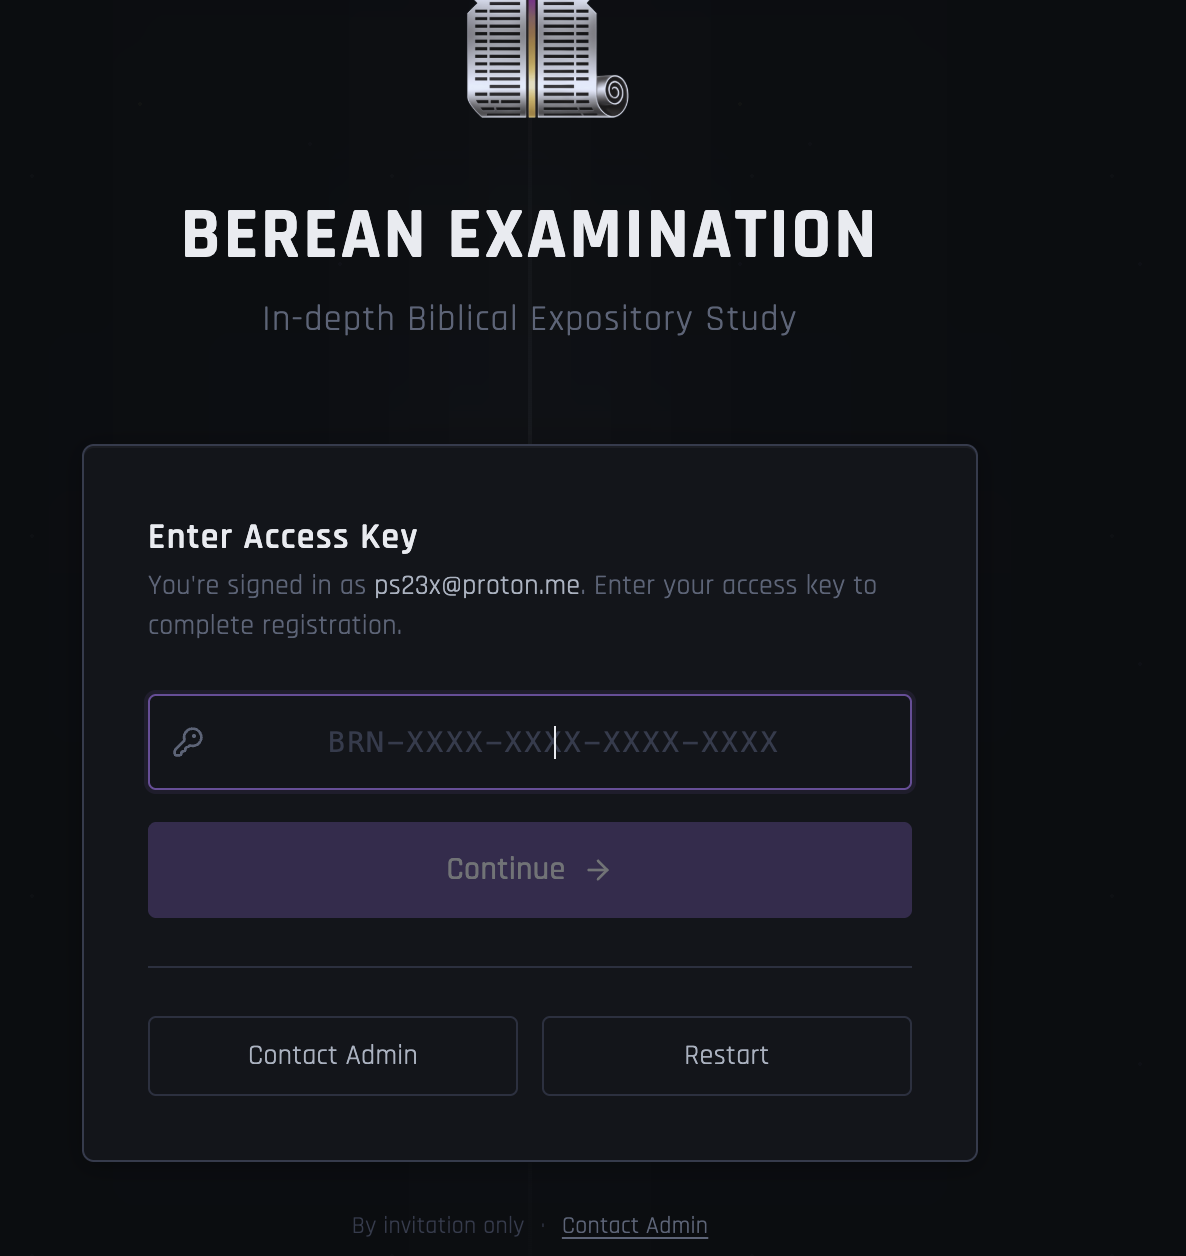 BEREAN EXAMINATION
In-depth Biblical Expository Study
Enter Access Key
You're signed in as ps23x@proton.me. Enter your access key to
complete registration.
BRN-XXXX-XXXX-XXXX-XXXX
Continue →
Contact Admin
Restart
By invitation only · Contact Admin